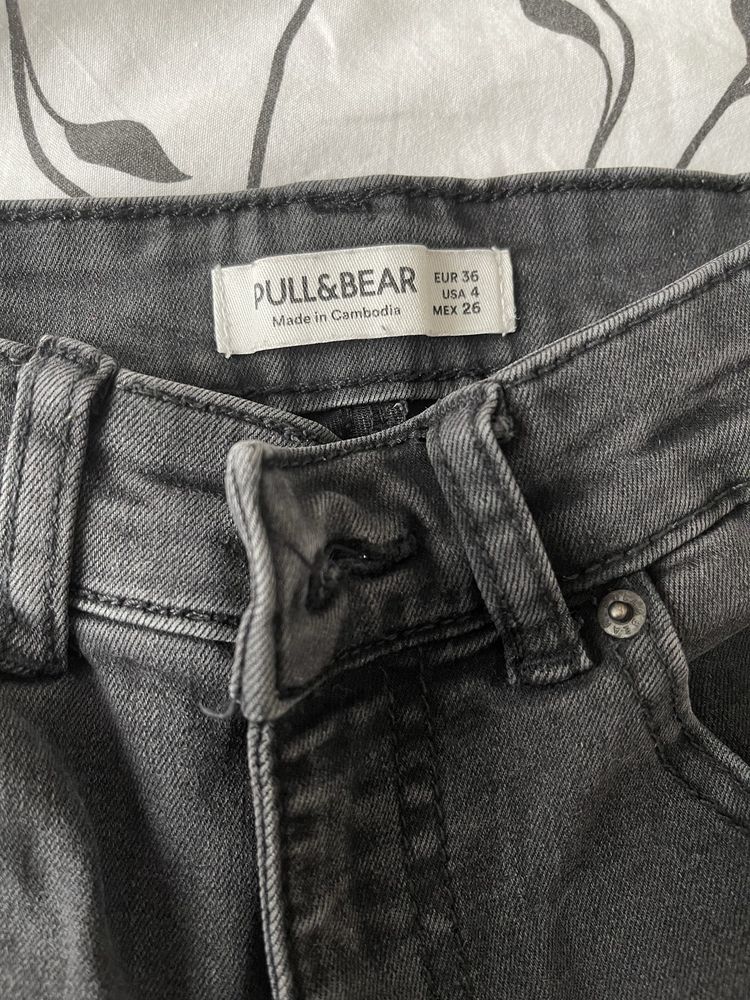 PULL&BEAR
Made in Cambodia
EUR 36
USA 4
MEX 26